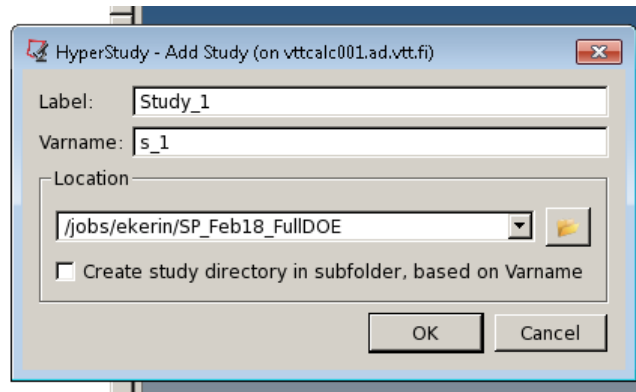 HyperStudy - Add Study (on vttcalc001.ad.vtt.fi)
Label: Study_1
Varname: s_1
Location
/jobs/ekerin/SP_Feb18_FullDOE
Create study directory in subfolder, based on Varname
OK Cancel